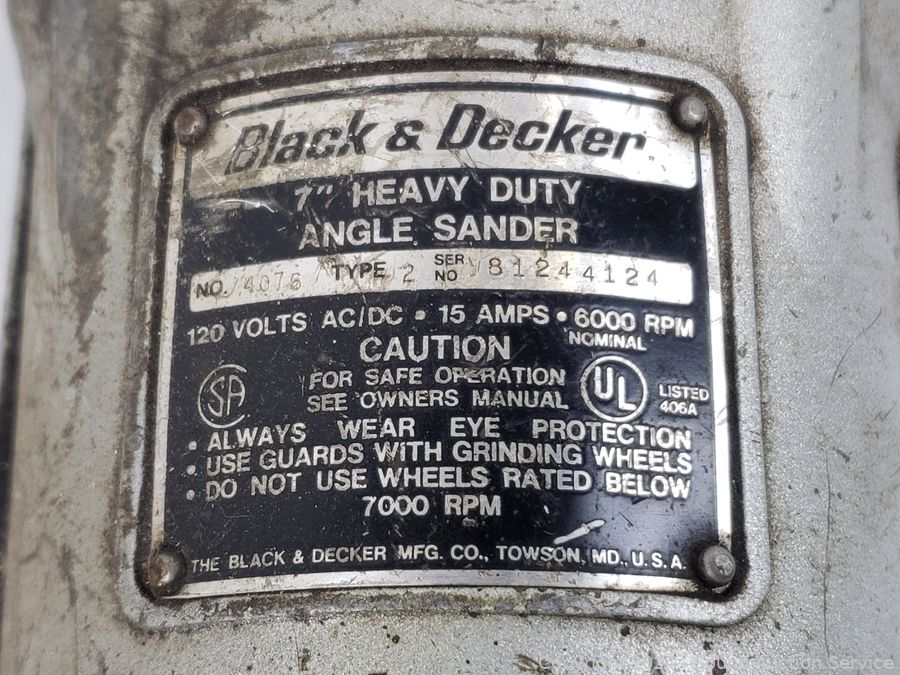 Black & Decker
7" HEAVY DUTY
ANGLE SANDER
NO. 4076 TYPE 2 SER NO Y81244124
120 VOLTS AC/DC • 15 AMPS • 6000 RPM
NOMINAL
CAUTION
FOR SAFE OPERATION
SEE OWNERS MANUAL
SA
UL
LISTED
406A
• ALWAYS WEAR EYE PROTECTION
• USE GUARDS WITH GRINDING WHEELS
• DO NOT USE WHEELS RATED BELOW
7000 RPM
THE BLACK & DECKER MFG. CO., TOWSON, MD., U.S.A.
Service